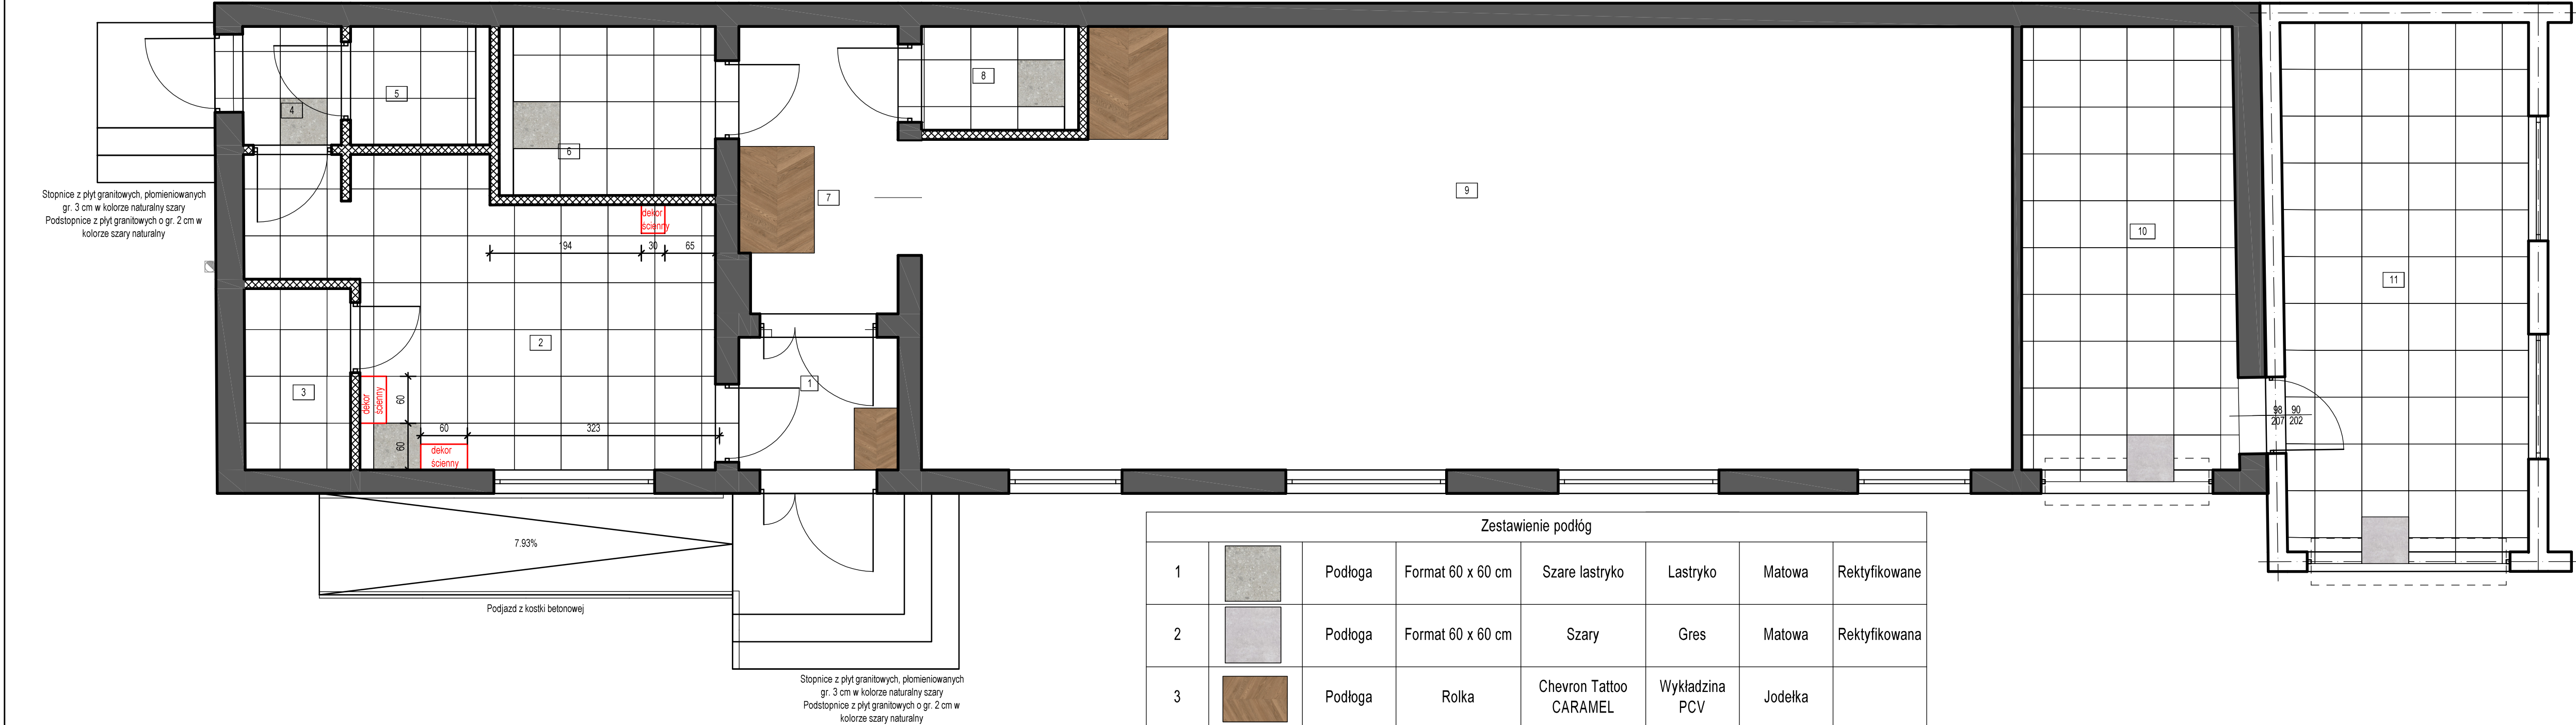 4
5
6
8
7
9
10
11
Stopnice z płyt granitowych, płomieniowanych
gr. 3 cm w kolorze naturalny szary
Podstopnice z płyt granitowych o gr. 2 cm w
kolorze szary naturalny
dekor
ścienny
194
30
65
2
3
1
dekor
ścienny
60
60
60
323
dekor
ścienny
98
207
90
202
7.93%
Podjazd z kostki betonowej
Stopnice z płyt granitowych, płomieniowanych
gr. 3 cm w kolorze naturalny szary
Podstopnice z płyt granitowych o gr. 2 cm w
kolorze szary naturalny
Zestawienie podłóg
1 Podłoga Format 60 x 60 cm Szare lastryko Lastryko Matowa Rektyfikowane
2 Podłoga Format 60 x 60 cm Szary Gres Matowa Rektyfikowana
3 Podłoga Rolka Chevron Tattoo CARAMEL Wykładzina PCV Jodełka